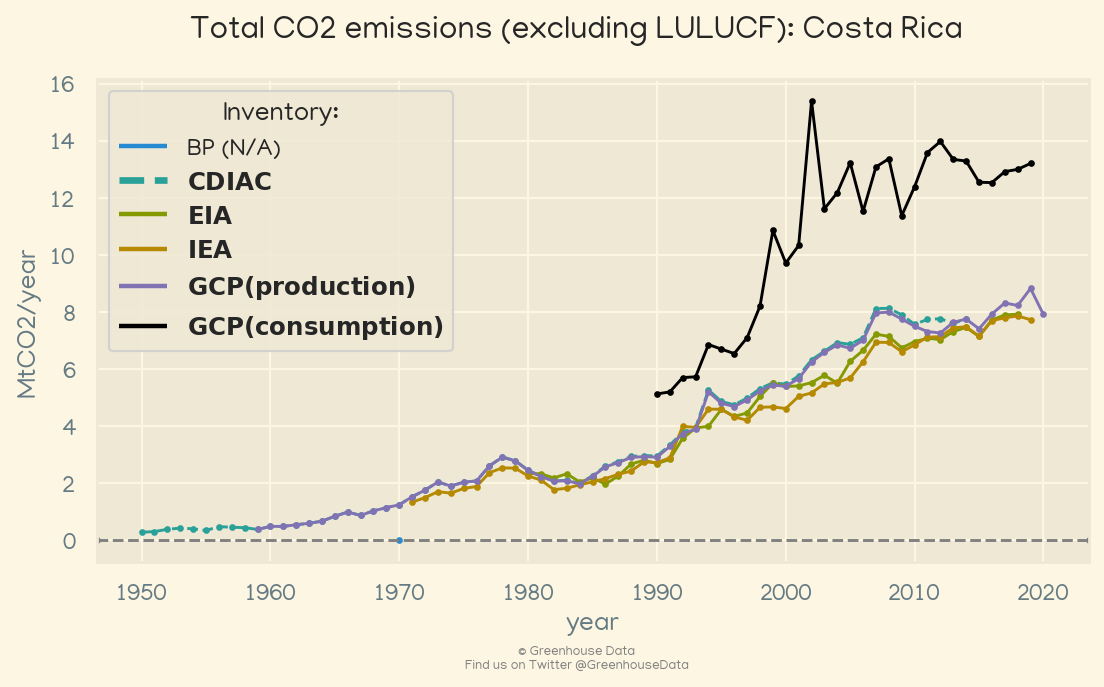 Total CO2 emissions (excluding LULUCF): Costa Rica
16
14
12
10
8
6
4
2
0
MtCO2/year
Inventory:
BP (N/A)
CDIAC
EIA
IEA
GCP(production)
GCP(consumption)
1950 1960 1970 1980 1990 2000 2010 2020
year
© Greenhouse Data
Find us on Twitter @GreenhouseData